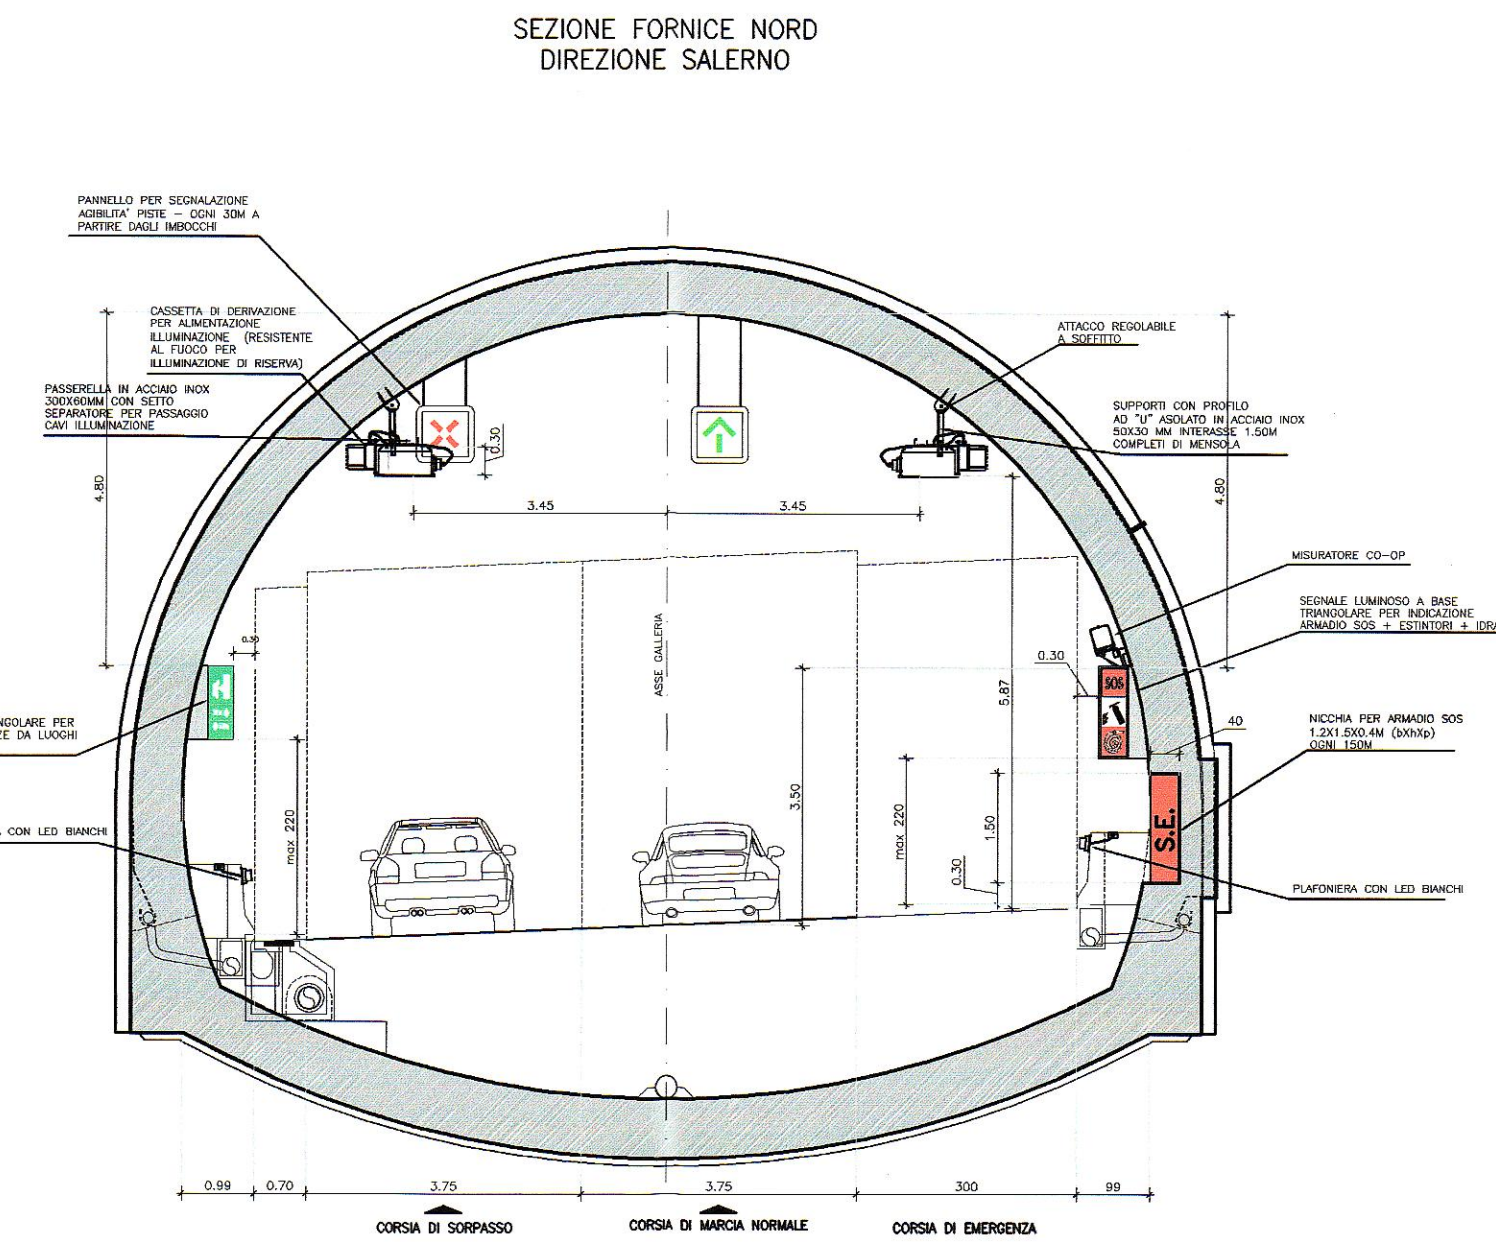 SEZIONE FORNICE NORD
DIREZIONE SALERNO
PANNELLO PER SEGNALAZIONE
AGIBILITA' PISTE – OGNI 30M A
PARTIRE DAGLI IMBOCCHI
CASSETTA DI DERIVAZIONE
PER ALIMENTAZIONE
ILLUMINAZIONE (RESISTENTE
AL FUOCO PER
ILLUMINAZIONE DI RISERVA)
PASSERELLA IN ACCIAIO INOX
300X60MM CON SETTO
SEPARATORE PER PASSAGGIO
CAVI ILLUMINAZIONE
ATTACCO REGOLABILE
A SOFFITTO
SUPPORTI CON PROFILO
AD "U" ASOLATO IN ACCIAIO INOX
50X30 MM INTERASSE 1.50M
COMPLETI DI MENSOLA
0.30
4.80
4.80
3.45
3.45
MISURATORE CO–OP
SEGNALE LUMINOSO A BASE
TRIANGOLARE PER INDICAZIONE
ARMADIO SOS + ESTINTORI + IDRA
ASSE GALLERIA
0.30
0.30
SOS
5.87
NGOLARE PER
ZE DA LUOGHI
40
NICCHIA PER ARMADIO SOS
1.2X1.5X0.4M (bXhXp)
OGNI 150M
3.50
max 220
max 220
1.50
S.E.
0.30
A CON LED BIANCHI
PLAFONIERA CON LED BIANCHI
0.99
0.70
3.75
3.75
300
99
CORSIA DI SORPASSO
CORSIA DI MARCIA NORMALE
CORSIA DI EMERGENZA